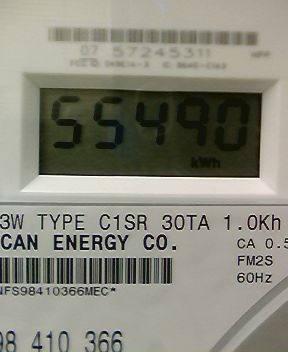 07 57245311
55490
kWh
3W TYPE C1SR 30TA 1.0Kh
CAN ENERGY CO.
CA 0.5
FM2S
60Hz
NFS98410366MEC*
98 410 366